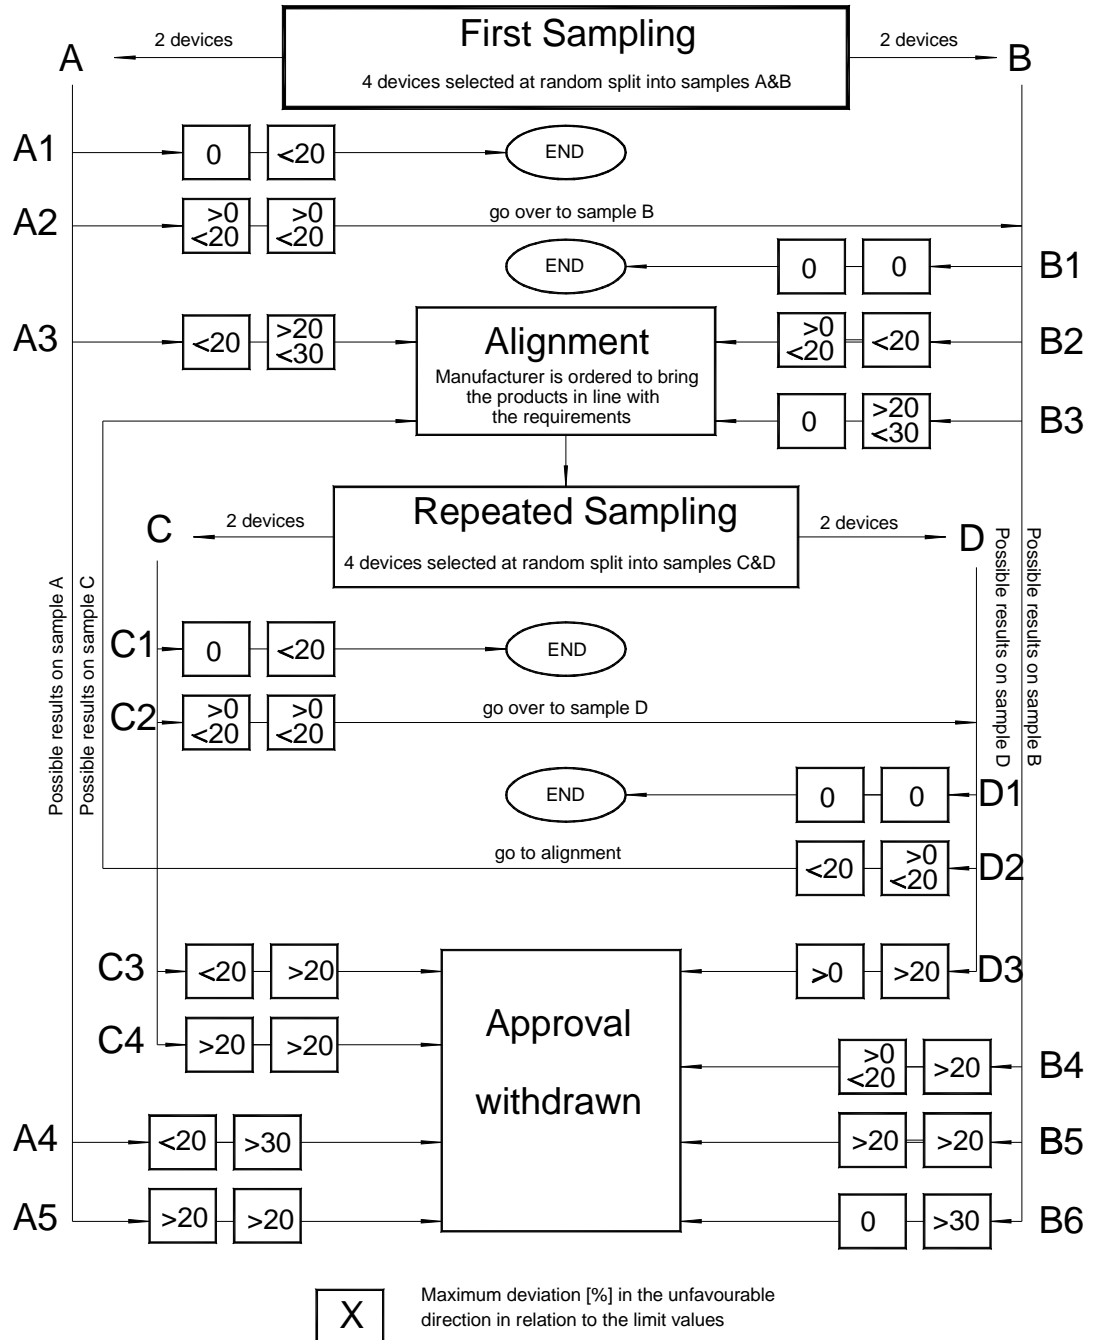 First Sampling
4 devices selected at random split into samples A&B
A
2 devices
2 devices
B
A1
0
<20
END
A2
>0
<20
>0
<20
go over to sample B
END
0
0
B1
A3
<20
>20
<30
Alignment
Manufacturer is ordered to bring
the products in line with
the requirements
>0
<20
<20
B2
0
>20
<30
B3
C
2 devices
Repeated Sampling
4 devices selected at random split into samples C&D
2 devices
D
Possible results on sample A
Possible results on sample C
Possible results on sample D
Possible results on sample B
C1
0
<20
END
C2
>0
<20
>0
<20
go over to sample D
END
0
0
D1
go to alignment
<20
>0
<20
D2
C3
<20
>20
Approval
withdrawn
>0
>20
D3
C4
>20
>20
>0
<20
>20
B4
A4
<20
>30
>20
>20
B5
A5
>20
>20
0
>30
B6
X
Maximum deviation [%] in the unfavourable
direction in relation to the limit values